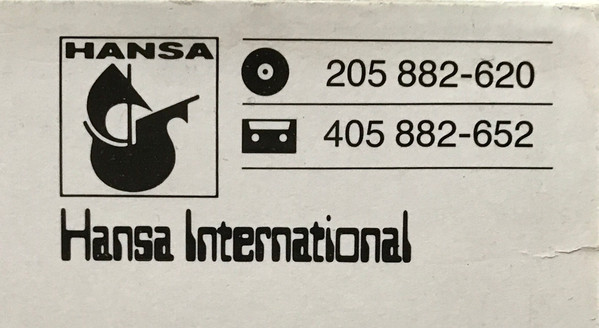 HANSA
205 882-620
405 882-652
Hansa International